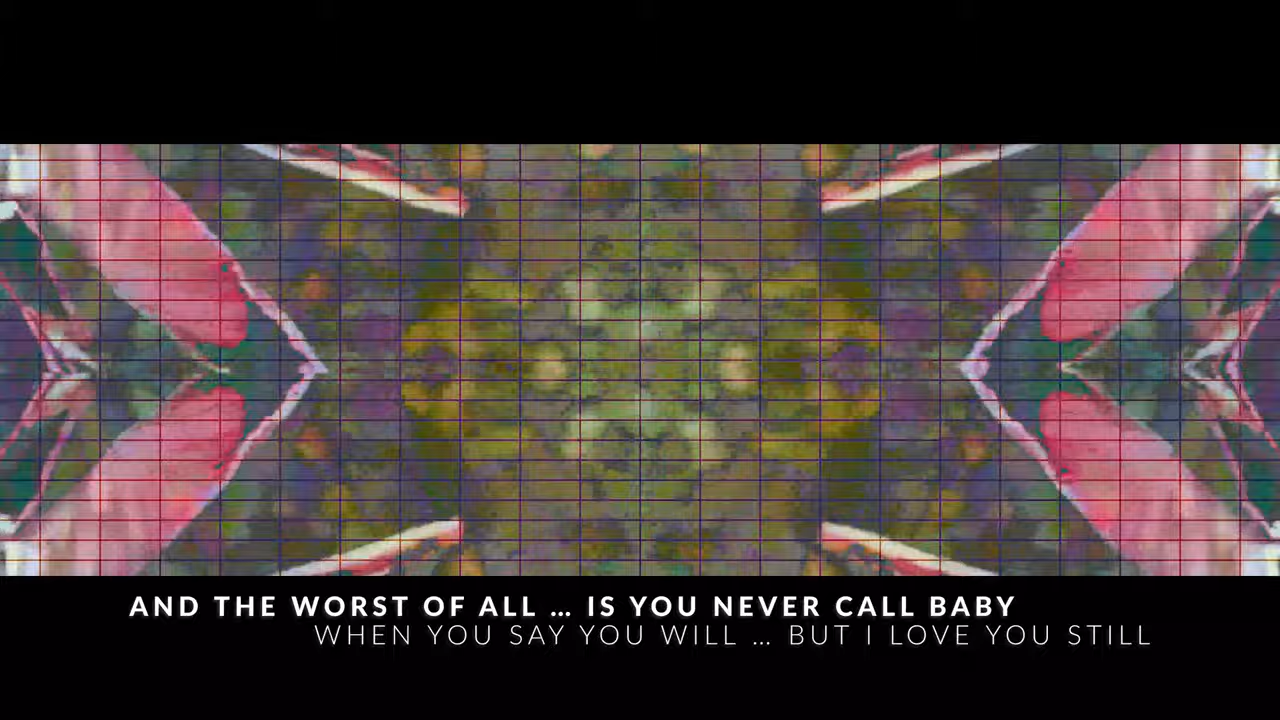 AND THE WORST OF ALL ... IS YOU NEVER CALL BABY
WHEN YOU SAY YOU WILL ... BUT I LOVE YOU STILL